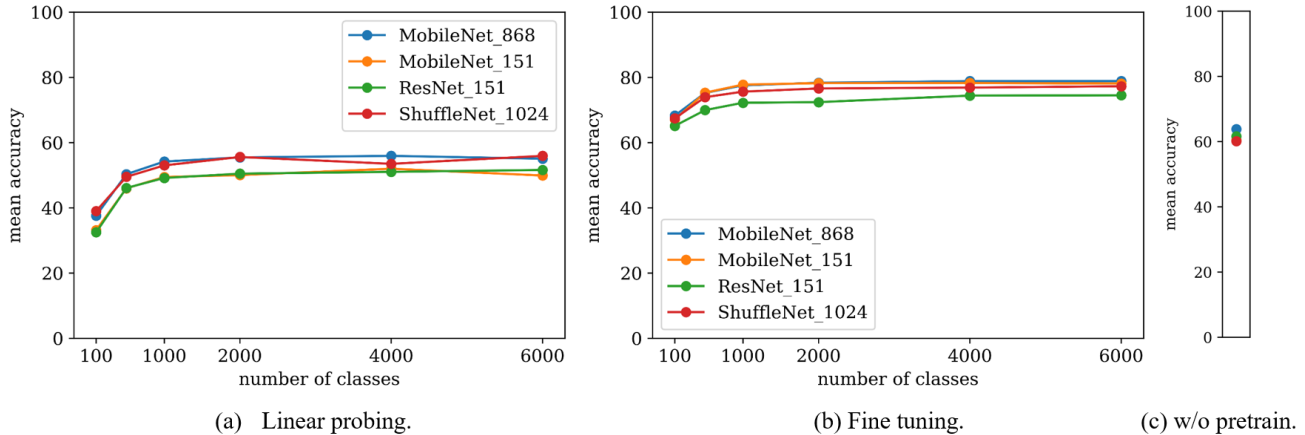 100
80
60
40
20
0
mean accuracy
MobileNet_868
MobileNet_151
ResNet_151
ShuffleNet_1024
100 1000 2000 4000 6000
number of classes
(a) Linear probing.
100
80
60
40
20
0
mean accuracy
MobileNet_868
MobileNet_151
ResNet_151
ShuffleNet_1024
100 1000 2000 4000 6000
number of classes
(b) Fine tuning.
100
80
60
40
20
0
mean accuracy
(c) w/o pretrain.